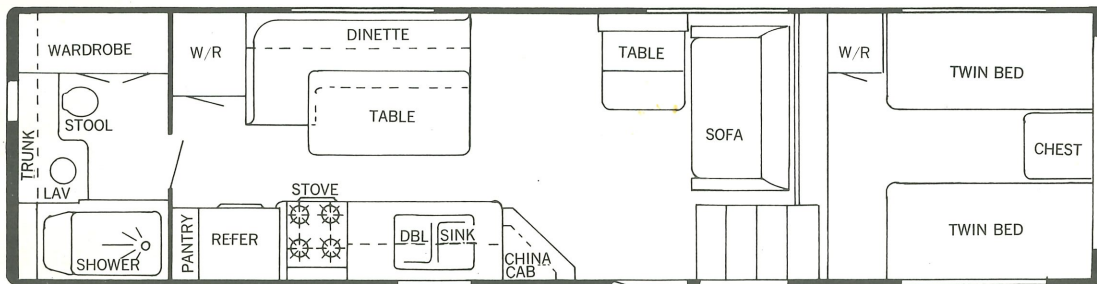 WARDROBE
W/R
DINETTE
TABLE
TABLE
W/R
TWIN BED
STOOL
TRUNK
LAV
SOFA
CHEST
STOVE
PANTRY
REFER
DBL
SINK
CHINA
CAB
SHOWER
TWIN BED